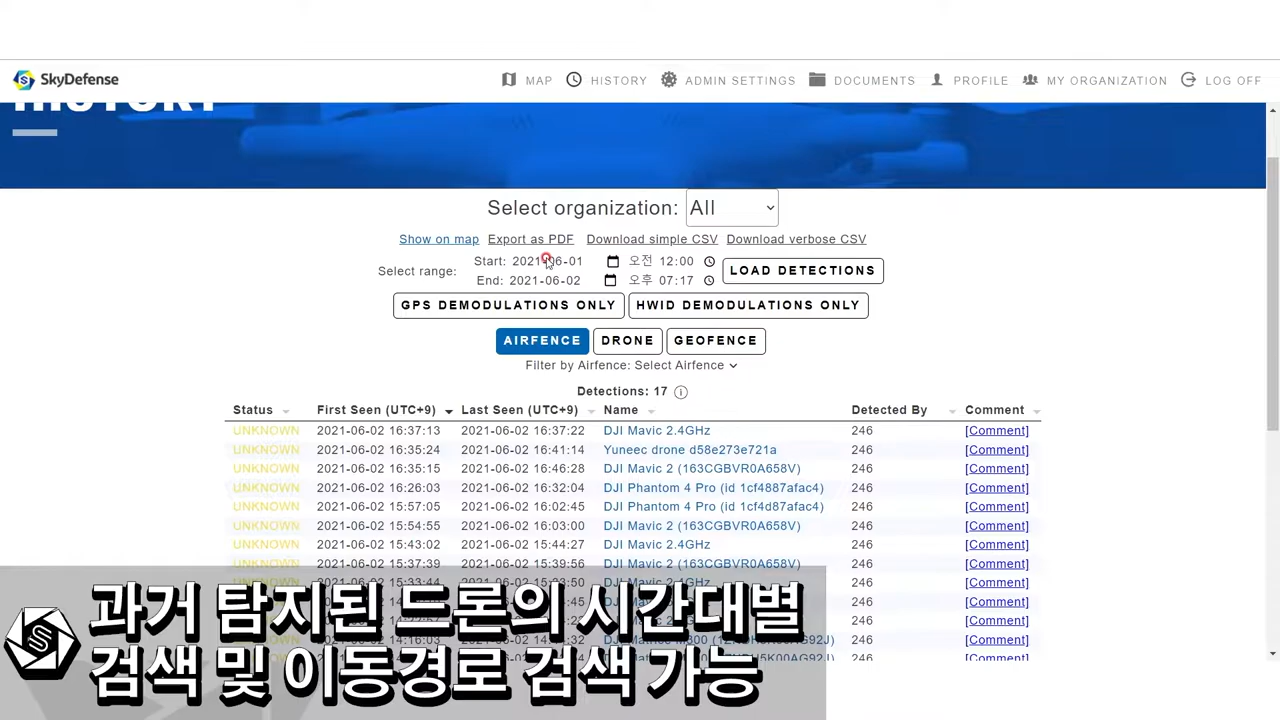 SkyDefense MAP HISTORY ADMIN SETTINGS DOCUMENTS PROFILE MY ORGANIZATION LOG OFF
HISTORY
Select organization: All
Show on map Export as PDF Download simple CSV Download verbose CSV
Select range:
Start: 2021-06-01 오전 12:00
End: 2021-06-02 오후 07:17
LOAD DETECTIONS
GPS DEMODULATIONS ONLY HWID DEMODULATIONS ONLY
AIRFENCE DRONE GEOFENCE
Filter by Airfence: Select Airfence
Detections: 17
Status First Seen (UTC+9) Last Seen (UTC+9) Name Detected By Comment
UNKNOWN 2021-06-02 16:37:13 2021-06-02 16:37:22 DJI Mavic 2.4GHz 246 [Comment]
UNKNOWN 2021-06-02 16:35:24 2021-06-02 16:41:14 Yuneec drone d58e273e721a 246 [Comment]
UNKNOWN 2021-06-02 16:35:15 2021-06-02 16:46:28 DJI Mavic 2 (163CGBVR0A658V) 246 [Comment]
UNKNOWN 2021-06-02 16:26:03 2021-06-02 16:32:04 DJI Phantom 4 Pro (id 1cf4887afac4) 246 [Comment]
UNKNOWN 2021-06-02 15:57:05 2021-06-02 16:02:45 DJI Phantom 4 Pro (id 1cf4d87afac4) 246 [Comment]
UNKNOWN 2021-06-02 15:54:55 2021-06-02 16:03:00 DJI Mavic 2 (163CGBVR0A658V) 246 [Comment]
UNKNOWN 2021-06-02 15:43:02 2021-06-02 15:44:27 DJI Mavic 2.4GHz 246 [Comment]
UNKNOWN 2021-06-02 15:37:39 2021-06-02 15:39:56 DJI Mavic 2 (163CGBVR0A658V) 246 [Comment]
246 [Comment]
246 [Comment]
246 [Comment]
246 [Comment]
246 [Comment]
과거 탐지된 드론의 시간대별
검색 및 이동경로 검색 가능